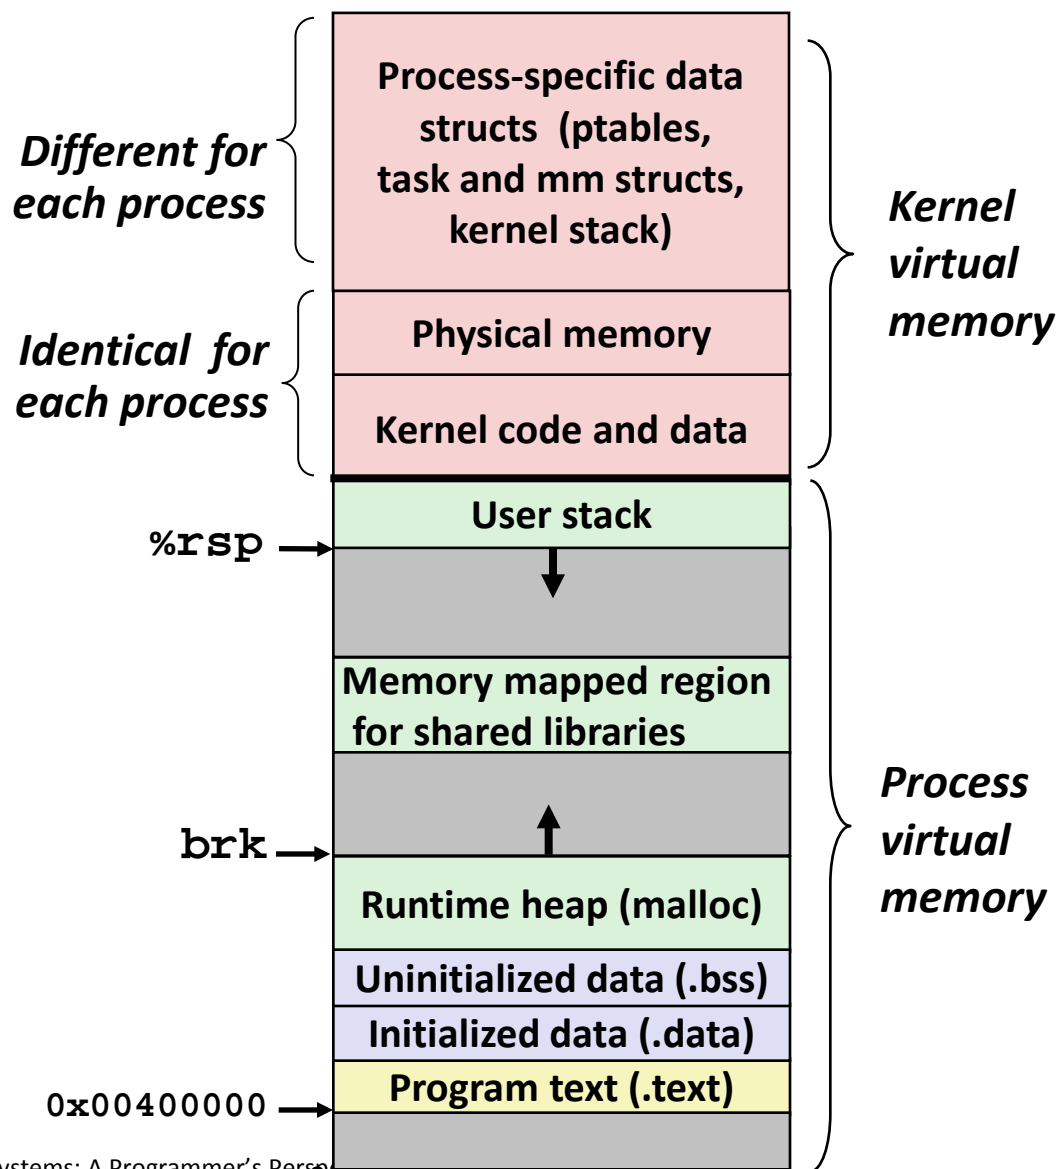 Process-specific data
structs (ptables,
task and mm structs,
kernel stack)
Different for
each process
Kernel
virtual
memory
Physical memory
Identical for
each process
Kernel code and data
User stack
%rsp
Memory mapped region
for shared libraries
Process
virtual
memory
brk
Runtime heap (malloc)
Uninitialized data (.bss)
Initialized data (.data)
Program text (.text)
0x00400000
A Programmer's